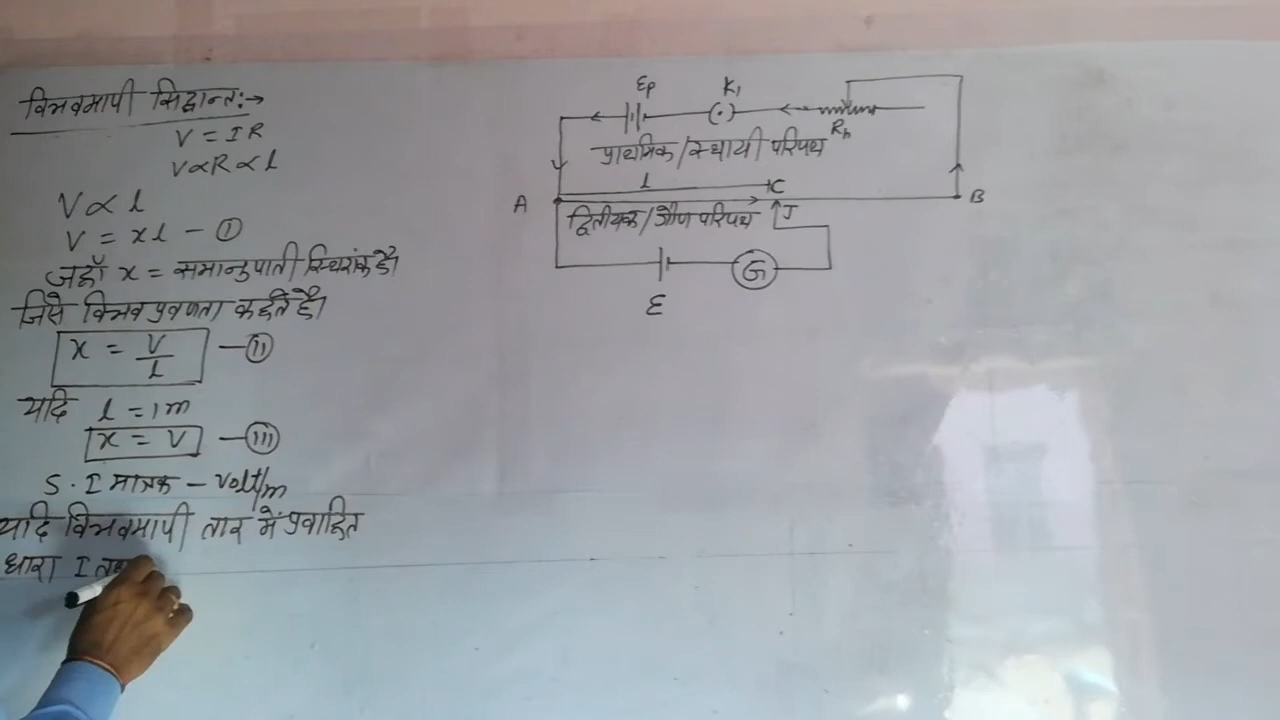 विभवमापी सिद्धान्त:→
V = IR
V∝R∝l
V∝l
V = xl - ①
जहाँ x = समानुपाती स्थिरांक है।
जिसे विभव प्रवणता कहते है।
x = V/l - ⑪
यदि l = 1m
x = V - ⑪⑪
S.I मात्रक - Volt/m
यदि विभवमापी तार में प्रवाहित
धारा I
Ep K₁
Rh
प्राथमिक/स्थायी परिपथ
l C
A B
द्वितीयक/गौण परिपथ J
G
E